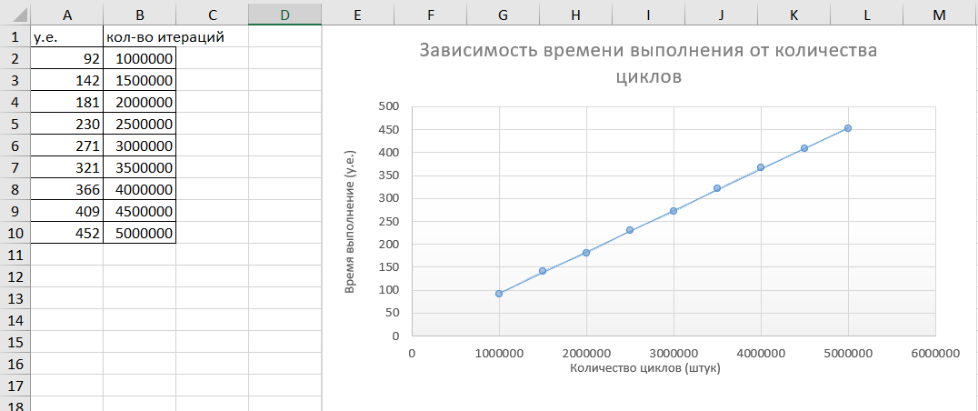 A B C D E F G H I J K L M
1 у.е. кол-во итераций
2 92 1000000
3 142 1500000
4 181 2000000
5 230 2500000
6 271 3000000
7 321 3500000
8 366 4000000
9 409 4500000
10 452 5000000
11
12
13
14
15
16
17
18
Зависимость времени выполнения от количества
циклов
500
450
400
350
300
250
200
150
100
50
0
Время выполнение (у.е.)
0 1000000 2000000 3000000 4000000 5000000 6000000
Количество циклов (штук)